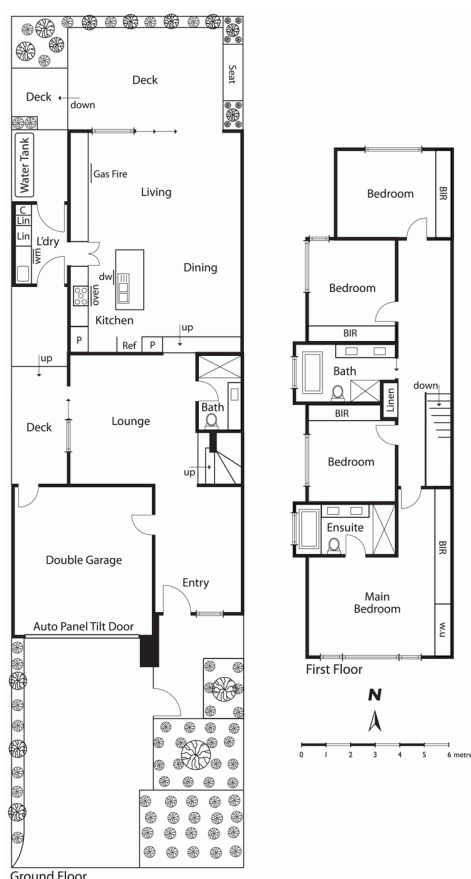 Deck
Seat
Deck
down
Water Tank
Gas Fire
Living
C
Lin
Lin
L'dry
wm
Dining
dw
oven
Kitchen
P
Ref
P
up
up
Lounge
Bath
Deck
up
Double Garage
Entry
Auto Panel Tilt Door
Ground Floor
Bedroom
BIR
Bedroom
BIR
Bath
Linen
down
BIR
Bedroom
Ensuite
BIR
Main
Bedroom
W.U
First Floor
N
0 1 2 3 4 5 6 metre